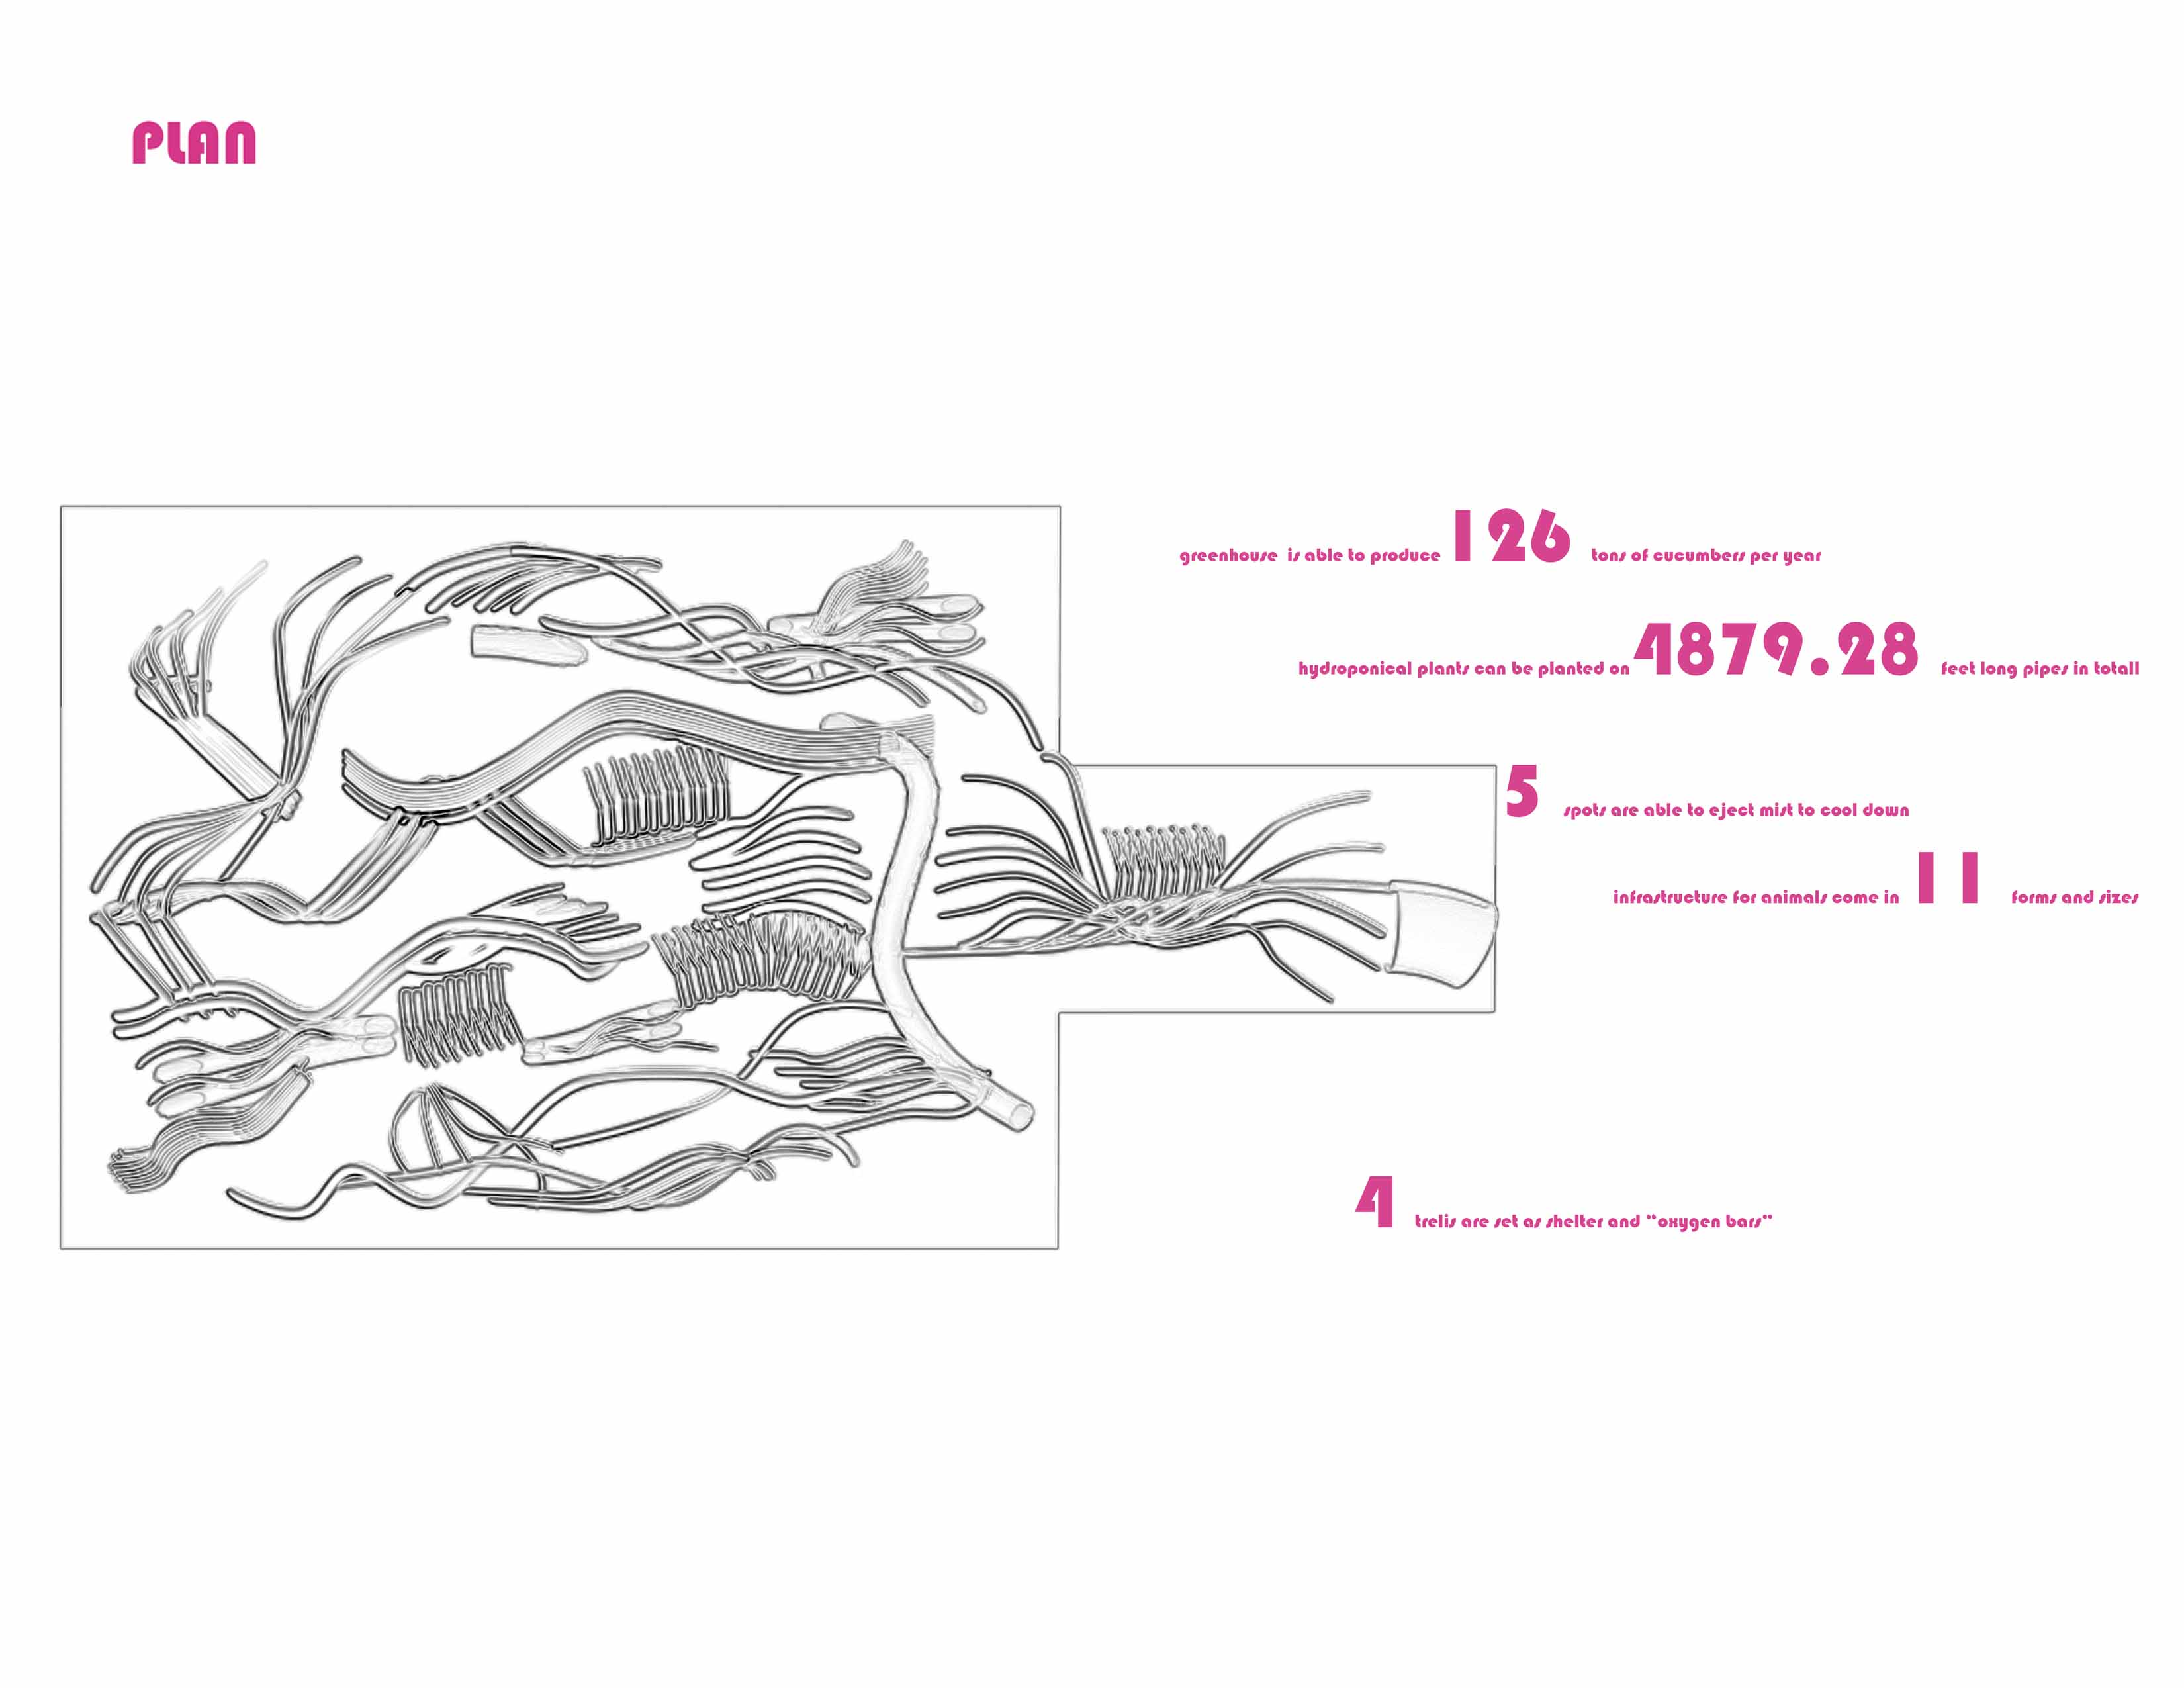 PLAN
greenhouse is able to produce 126 tons of cucumbers per year
hydroponical plants can be planted on 4879.28 feet long pipes in totall
5 spots are able to eject mist to cool down
infrastructure for animals come in 11 forms and sizes
4 trelis are set as shelter and "oxygen bars"